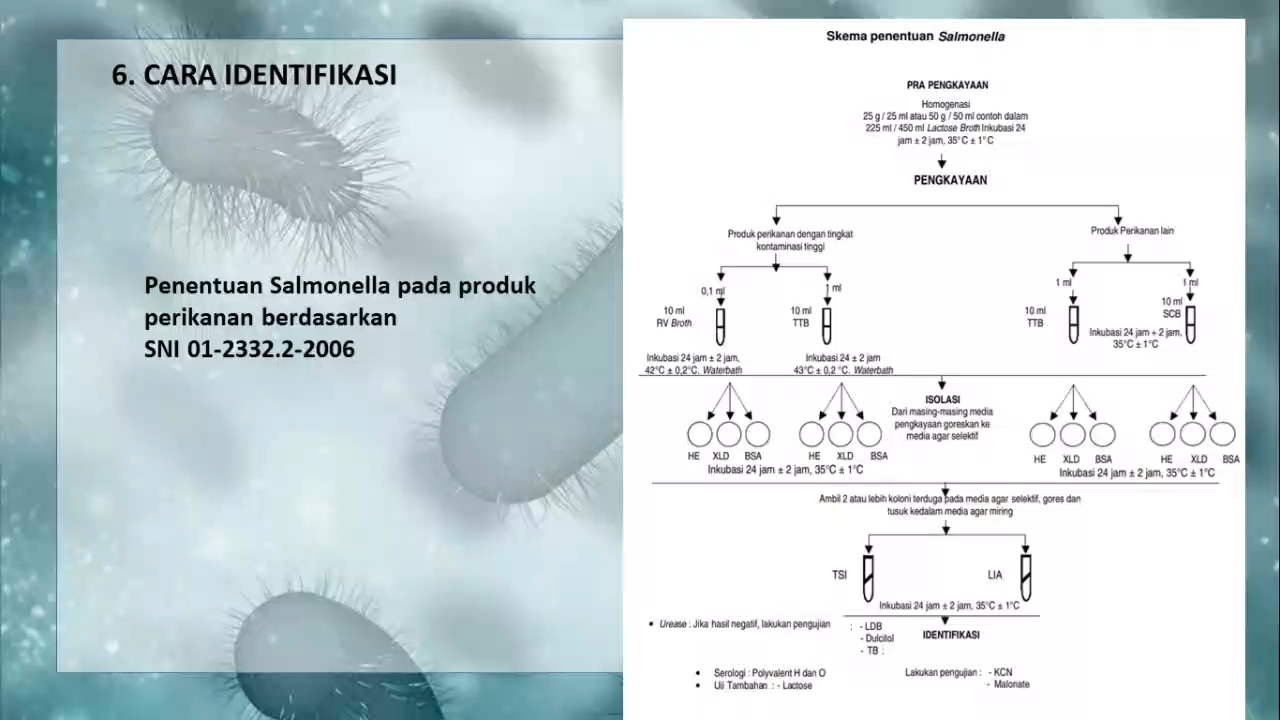 6. CARA IDENTIFIKASI
Penentuan Salmonella pada produk
perikanan berdasarkan
SNI 01-2332.2-2006
Skema penentuan Salmonella
PRA PENGKAYAAN
Homogenasi
25 g / 25 ml atau 50 g / 50 ml contoh dalam
225 ml / 450 ml Lactose Broth Inkubasi 24
jam ± 2 jam, 35°C ± 1°C
PENGKAYAAN
Produk perikanan dengan tingkat
kontaminasi tinggi
Produk Perikanan lain
0,1 ml
1 ml
1 ml
1 ml
10 ml
RV Broth
10 ml
TTB
10 ml
TTB
10 ml
SCB
Inkubasi 24 jam + 2 jam,
35°C ± 1°C
Inkubasi 24 jam ± 2 jam,
42°C ± 0,2°C. Waterbath
Inkubasi 24 ± 2 jam
43°C ± 0,2 °C. Waterbath
ISOLASI
Dari masing-masing media
pengkayaan goreskan ke
media agar selektif
HE XLD BSA
HE XLD BSA
HE XLD BSA
HE XLD BSA
Inkubasi 24 jam ± 2 jam, 35°C ± 1°C
Inkubasi 24 jam ± 2 jam, 35°C ± 1°C
Ambil 2 atau lebih koloni terduga pada media agar selektif, gores dan
tusuk kedalam media agar miring
TSI
LIA
Inkubasi 24 jam ± 2 jam, 35°C ± 1°C
• Urease : Jika hasil negatif, lakukan pengujian : - LDB
- Dulcitol
- TB :
IDENTIFIKASI
• Serologi : Polyvalent H dan O
• Uji Tambahan : - Lactose
Lakukan pengujian : - KCN
- Malonate